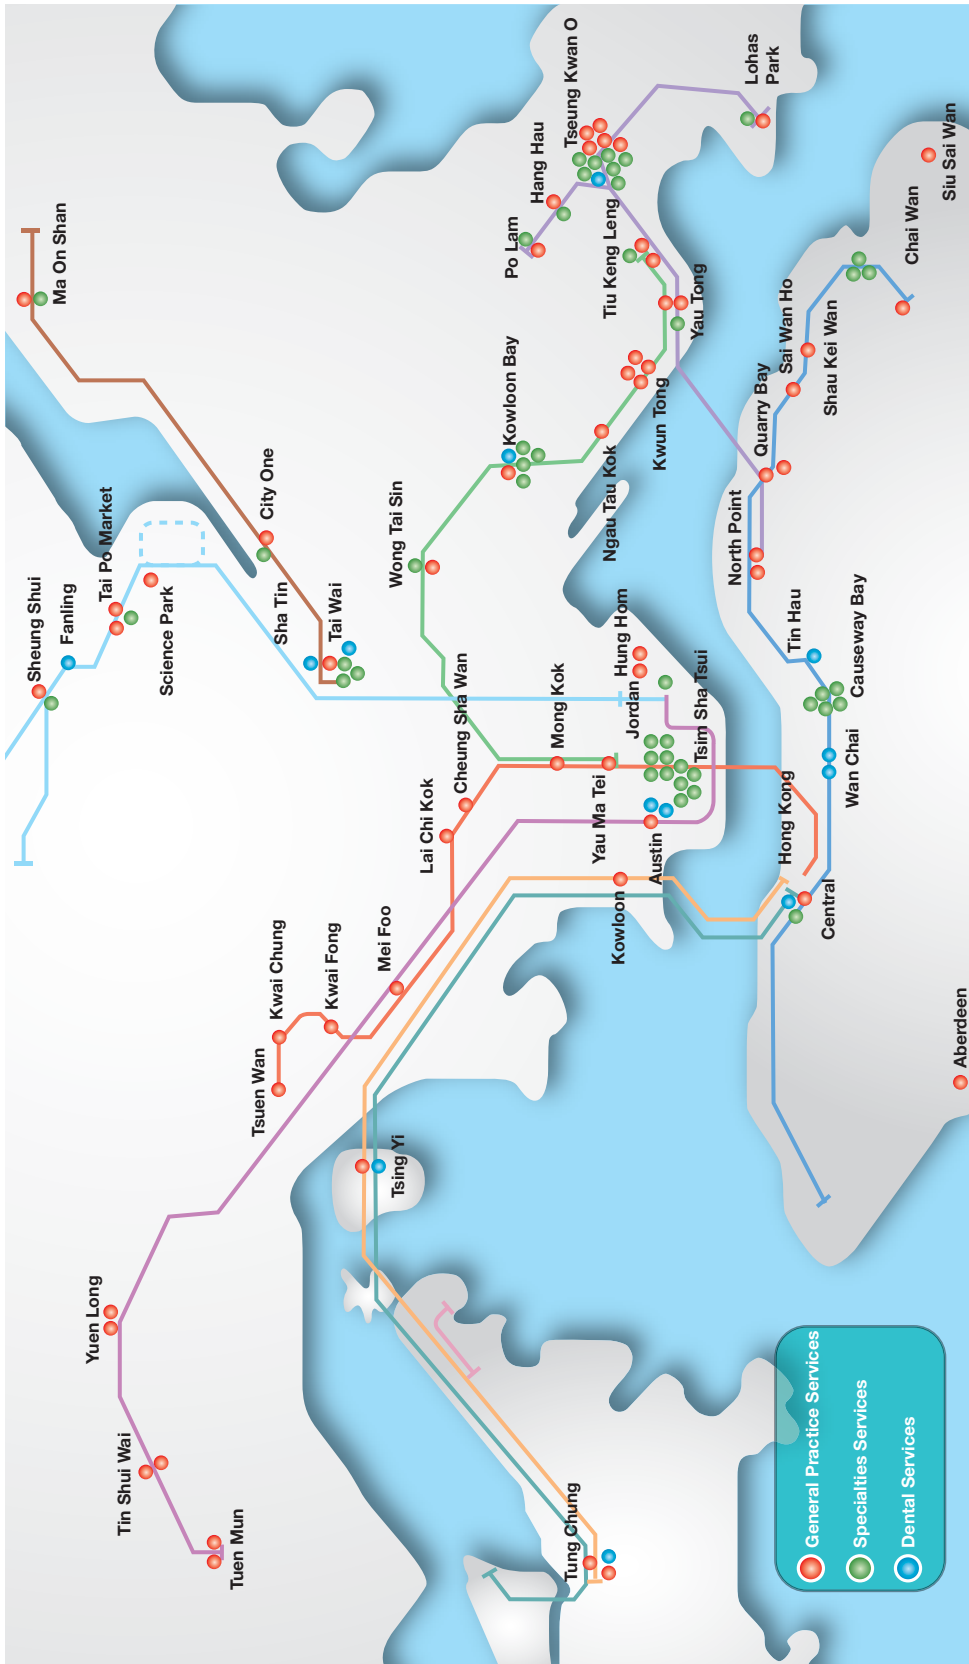 Sheung Shui
Fanling
Tai Po Market
Science Park
Ma On Shan
City One
Sha Tin
Tai Wai
Yuen Long
Tin Shui Wai
Tuen Mun
Tsuen Wan
Kwai Chung
Kwai Fong
Mei Foo
Lai Chi Kok
Cheung Sha Wan
Mong Kok
Yau Ma Tei
Jordan
Austin
Tsim Sha Tsui
Hung Hom
Kowloon
Wong Tai Sin
Kowloon Bay
Ngau Tau Kok
Kwun Tong
Yau Tong
Tiu Keng Leng
Tseung Kwan O
Hang Hau
Po Lam
Lohas
Park
Tsing Yi
Tung Chung
Hong Kong
Central
Wan Chai
Causeway Bay
Tin Hau
North Point
Quarry Bay
Sai Wan Ho
Shau Kei Wan
Chai Wan
Siu Sai Wan
Aberdeen
General Practice Services
Specialties Services
Dental Services